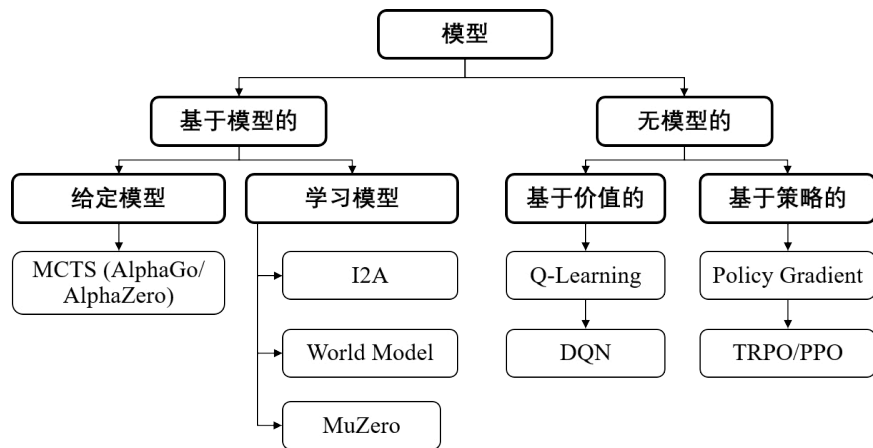 模型
基于模型的
无模型的
给定模型
学习模型
基于价值的
基于策略的
MCTS (AlphaGo/
AlphaZero)
I2A
Q-Learning
Policy Gradient
World Model
DQN
TRPO/PPO
MuZero